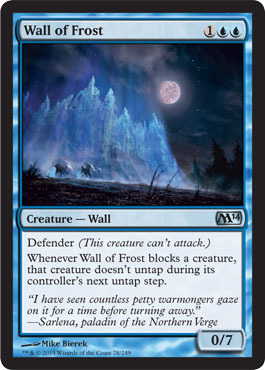 Wall of Frost 1
Creature — Wall M14
Defender (This creature can't attack.)
Whenever Wall of Frost blocks a creature,
that creature doesn't untap during its
controller's next untap step.
“I have seen countless petty warmongers gaze
on it for a time before turning away.”
—Sarlena, paladin of the Northern Verge
0/7
Mike Bierek
™ & © 2013 Wizards of the Coast 78/249